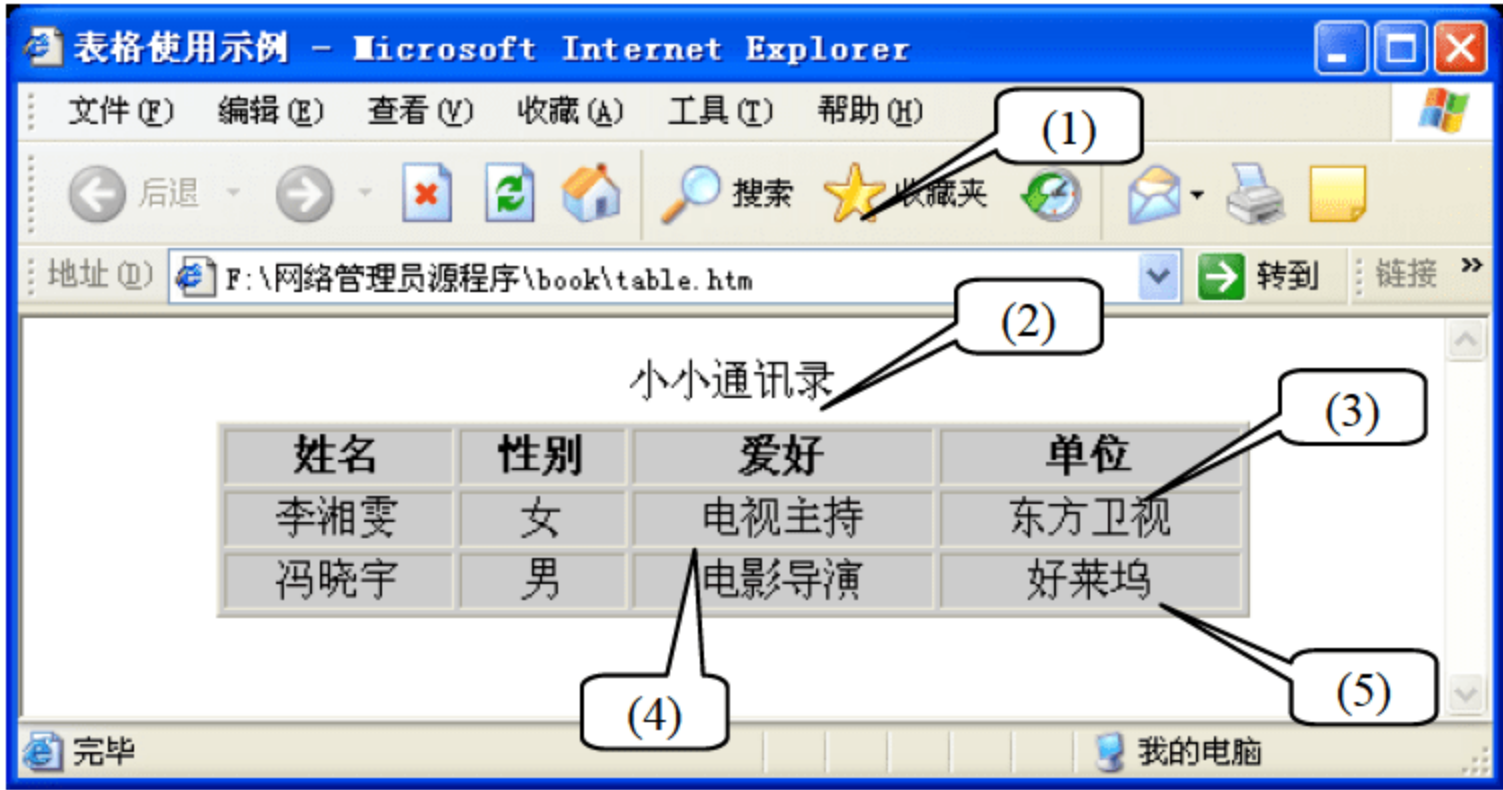 表格使用示例 - Microsoft Internet Explorer
文件(F) 编辑(E) 查看(V) 收藏(A) 工具(T) 帮助(H)
(1)
后退 搜索 收藏夹
地址(D) F:\网络管理员源程序\book\table.htm 转到 链接 »
(2)
小小通讯录
(3)
姓名 性别 爱好 单位
李湘雯 女 电视主持 东方卫视
冯晓宇 男 电影导演 好莱坞
(4)
(5)
完毕 我的电脑